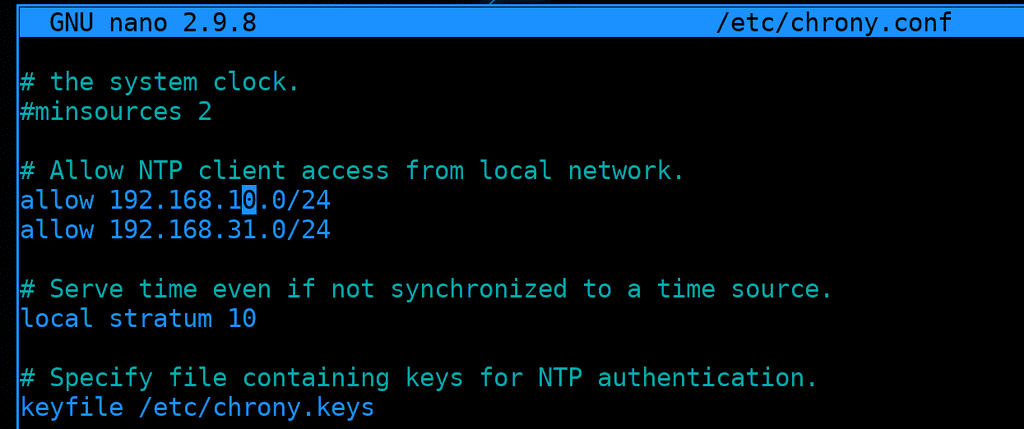 GNU nano 2.9.8 /etc/chrony.conf
# the system clock.
#minsources 2
# Allow NTP client access from local network.
allow 192.168.10.0/24
allow 192.168.31.0/24
# Serve time even if not synchronized to a time source.
local stratum 10
# Specify file containing keys for NTP authentication.
keyfile /etc/chrony.keys